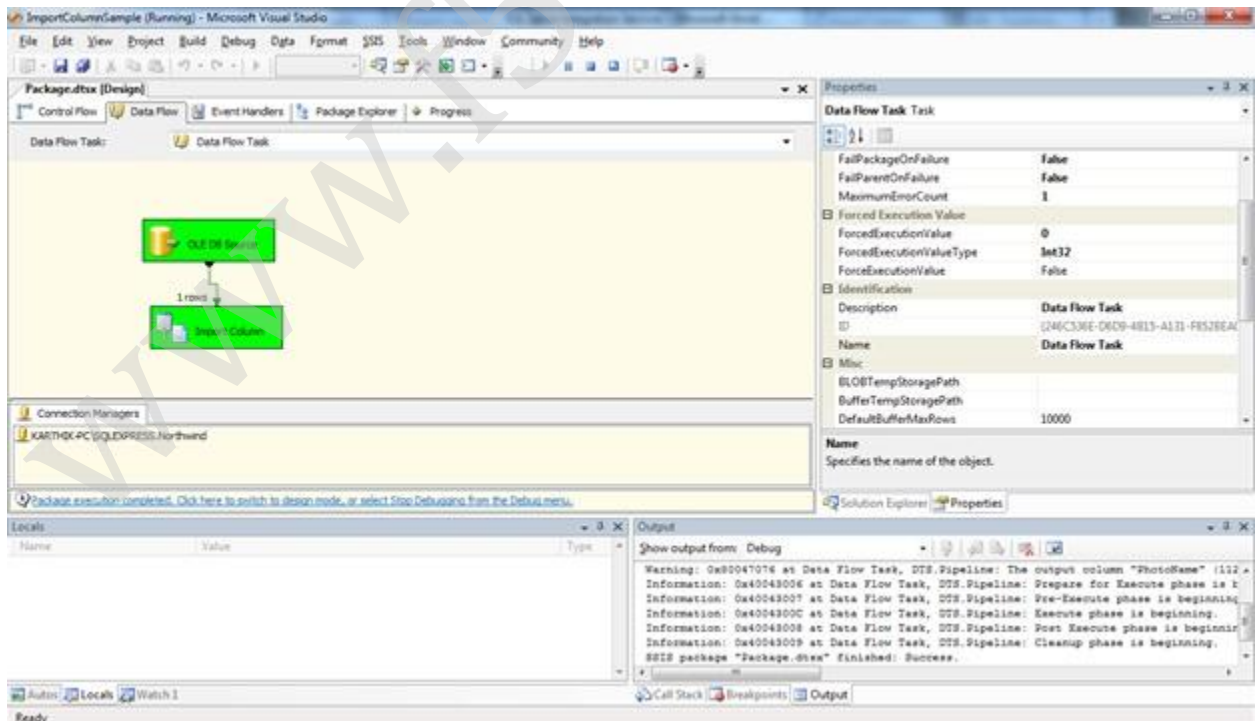 ImportColumnSample (Running) - Microsoft Visual Studio
File Edit View Project Build Debug Data Format SSIS Tools Window Community Help
Package.dtsx [Design]
Control Flow Data Flow Event Handlers Package Explorer Progress
Data Flow Task: Data Flow Task
OLE DB Source
1 rows
Import Column
Connection Managers
KARTHIK-PC\SQLEXPRESS.Northwind
Package execution completed. Click here to switch to design mode, or select Stop Debugging from the Debug menu.
Properties
Data Flow Task Task
FailPackageOnFailure False
FailParentOnFailure False
MaximumErrorCount 1
Forced Execution Value
ForcedExecutionValue 0
ForcedExecutionValueType Int32
ForceExecutionValue False
Identification
Description Data Flow Task
ID
Name Data Flow Task
Misc
BLOBTempStoragePath
BufferTempStoragePath
DefaultBufferMaxRows 10000
Name
Specifies the name of the object.
Solution Explorer Properties
Locals
Name Value Type
Autos Locals Watch 1
Output
Show output from: Debug
Warning: 0x80047076 at Data Flow Task, DTS.Pipeline: The output column "PhotoName" (112
Information: 0x40043006 at Data Flow Task, DTS.Pipeline: Prepare for Execute phase is b
Information: 0x40043007 at Data Flow Task, DTS.Pipeline: Pre-Execute phase is beginning
Information: 0x4004300C at Data Flow Task, DTS.Pipeline: Execute phase is beginning.
Information: 0x40043008 at Data Flow Task, DTS.Pipeline: Post Execute phase is beginnin
Information: 0x40043009 at Data Flow Task, DTS.Pipeline: Cleanup phase is beginning.
SSIS package "Package.dtsx" finished: Success.
Call Stack Breakpoints Output
Ready